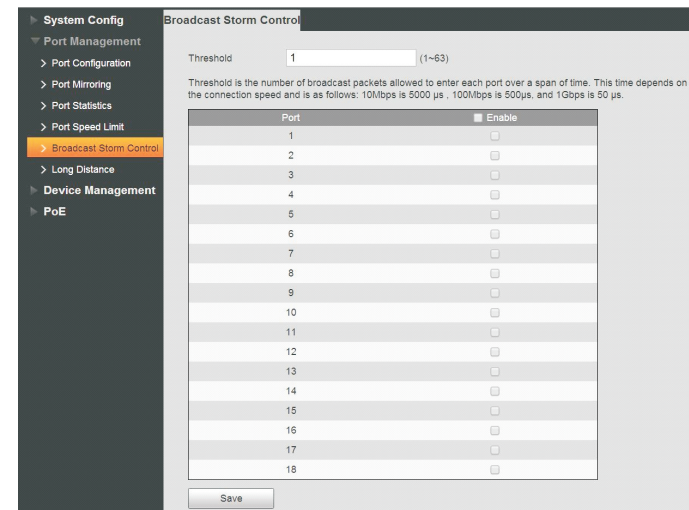 System Config
Port Management
Port Configuration
Port Mirroring
Port Statistics
Port Speed Limit
Broadcast Storm Control
Long Distance
Device Management
PoE
Broadcast Storm Control
Threshold 1 (1~63)
Threshold is the number of broadcast packets allowed to enter each port over a span of time. This time depends on
the connection speed and is as follows: 10Mbps is 5000 µs , 100Mbps is 500µs, and 1Gbps is 50 µs.
Port Enable
1
2
3
4
5
6
7
8
9
10
11
12
13
14
15
16
17
18
Save